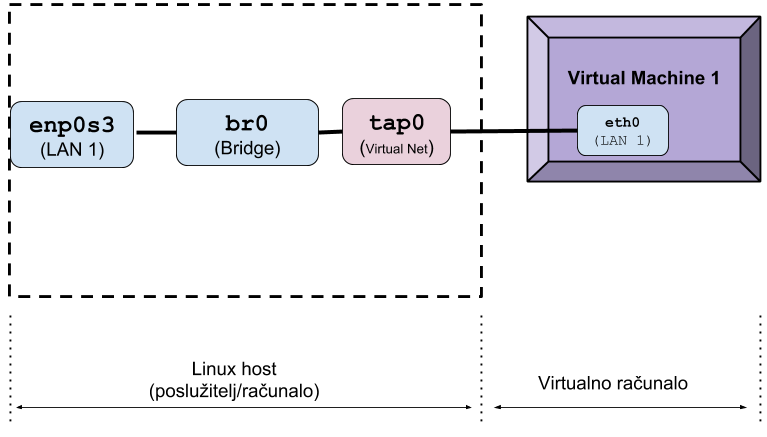 enp0s3
(LAN 1)
br0
(Bridge)
tap0
(Virtual Net)
Virtual Machine 1
eth0
(LAN 1)
Linux host
(poslužitelj/računalo)
Virtualno računalo